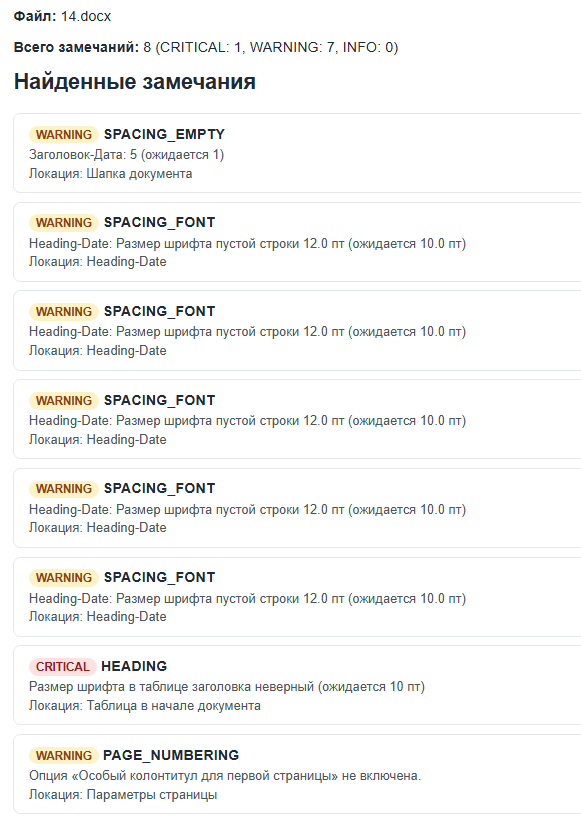 Файл: 14.docx
Всего замечаний: 8 (CRITICAL: 1, WARNING: 7, INFO: 0)
Найденные замечания
WARNING SPACING_EMPTY
Заголовок-Дата: 5 (ожидается 1)
Локация: Шапка документа
WARNING SPACING_FONT
Heading-Date: Размер шрифта пустой строки 12.0 пт (ожидается 10.0 пт)
Локация: Heading-Date
WARNING SPACING_FONT
Heading-Date: Размер шрифта пустой строки 12.0 пт (ожидается 10.0 пт)
Локация: Heading-Date
WARNING SPACING_FONT
Heading-Date: Размер шрифта пустой строки 12.0 пт (ожидается 10.0 пт)
Локация: Heading-Date
WARNING SPACING_FONT
Heading-Date: Размер шрифта пустой строки 12.0 пт (ожидается 10.0 пт)
Локация: Heading-Date
WARNING SPACING_FONT
Heading-Date: Размер шрифта пустой строки 12.0 пт (ожидается 10.0 пт)
Локация: Heading-Date
CRITICAL HEADING
Размер шрифта в таблице заголовка неверный (ожидается 10 пт)
Локация: Таблица в начале документа
WARNING PAGE_NUMBERING
Опция «Особый колонтитул для первой страницы» не включена.
Локация: Параметры страницы